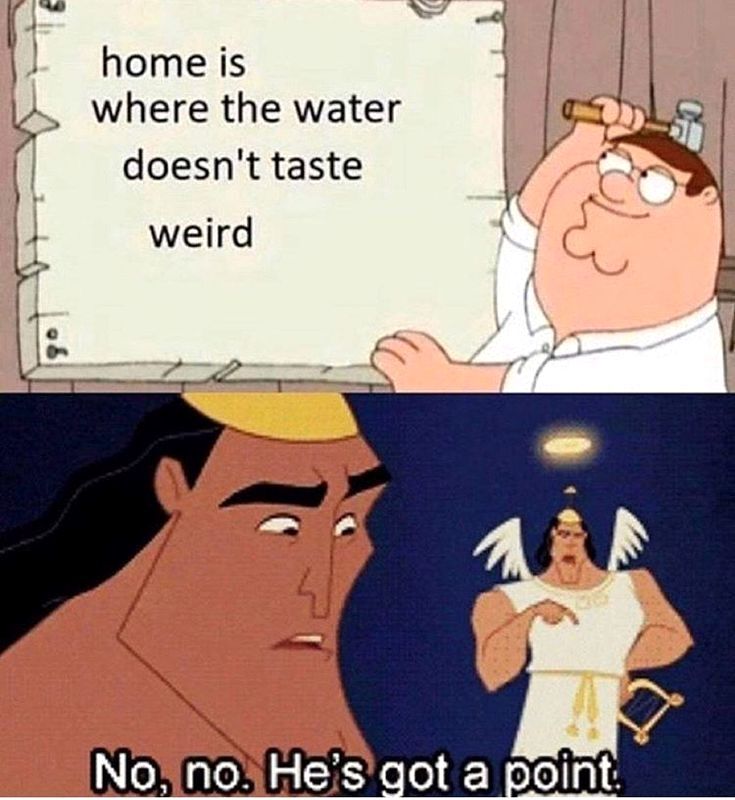 home is
where the water
doesn't taste
weird
No, no. He's got a point.